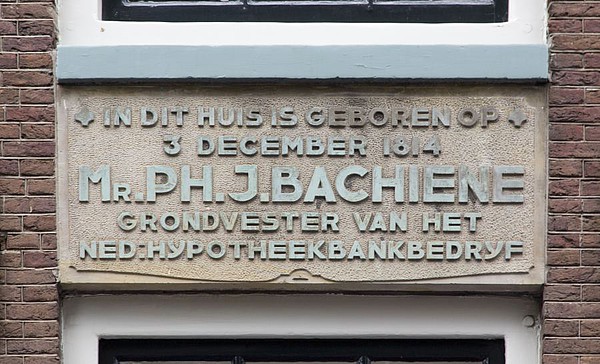 IN DIT HUIS IS GEBOREN OP
3 DECEMBER 1814
MR. PH. J. BACHIENE
GRONDVESTER VAN HET
NED. HYPOTHEEKBANKBEDRYF